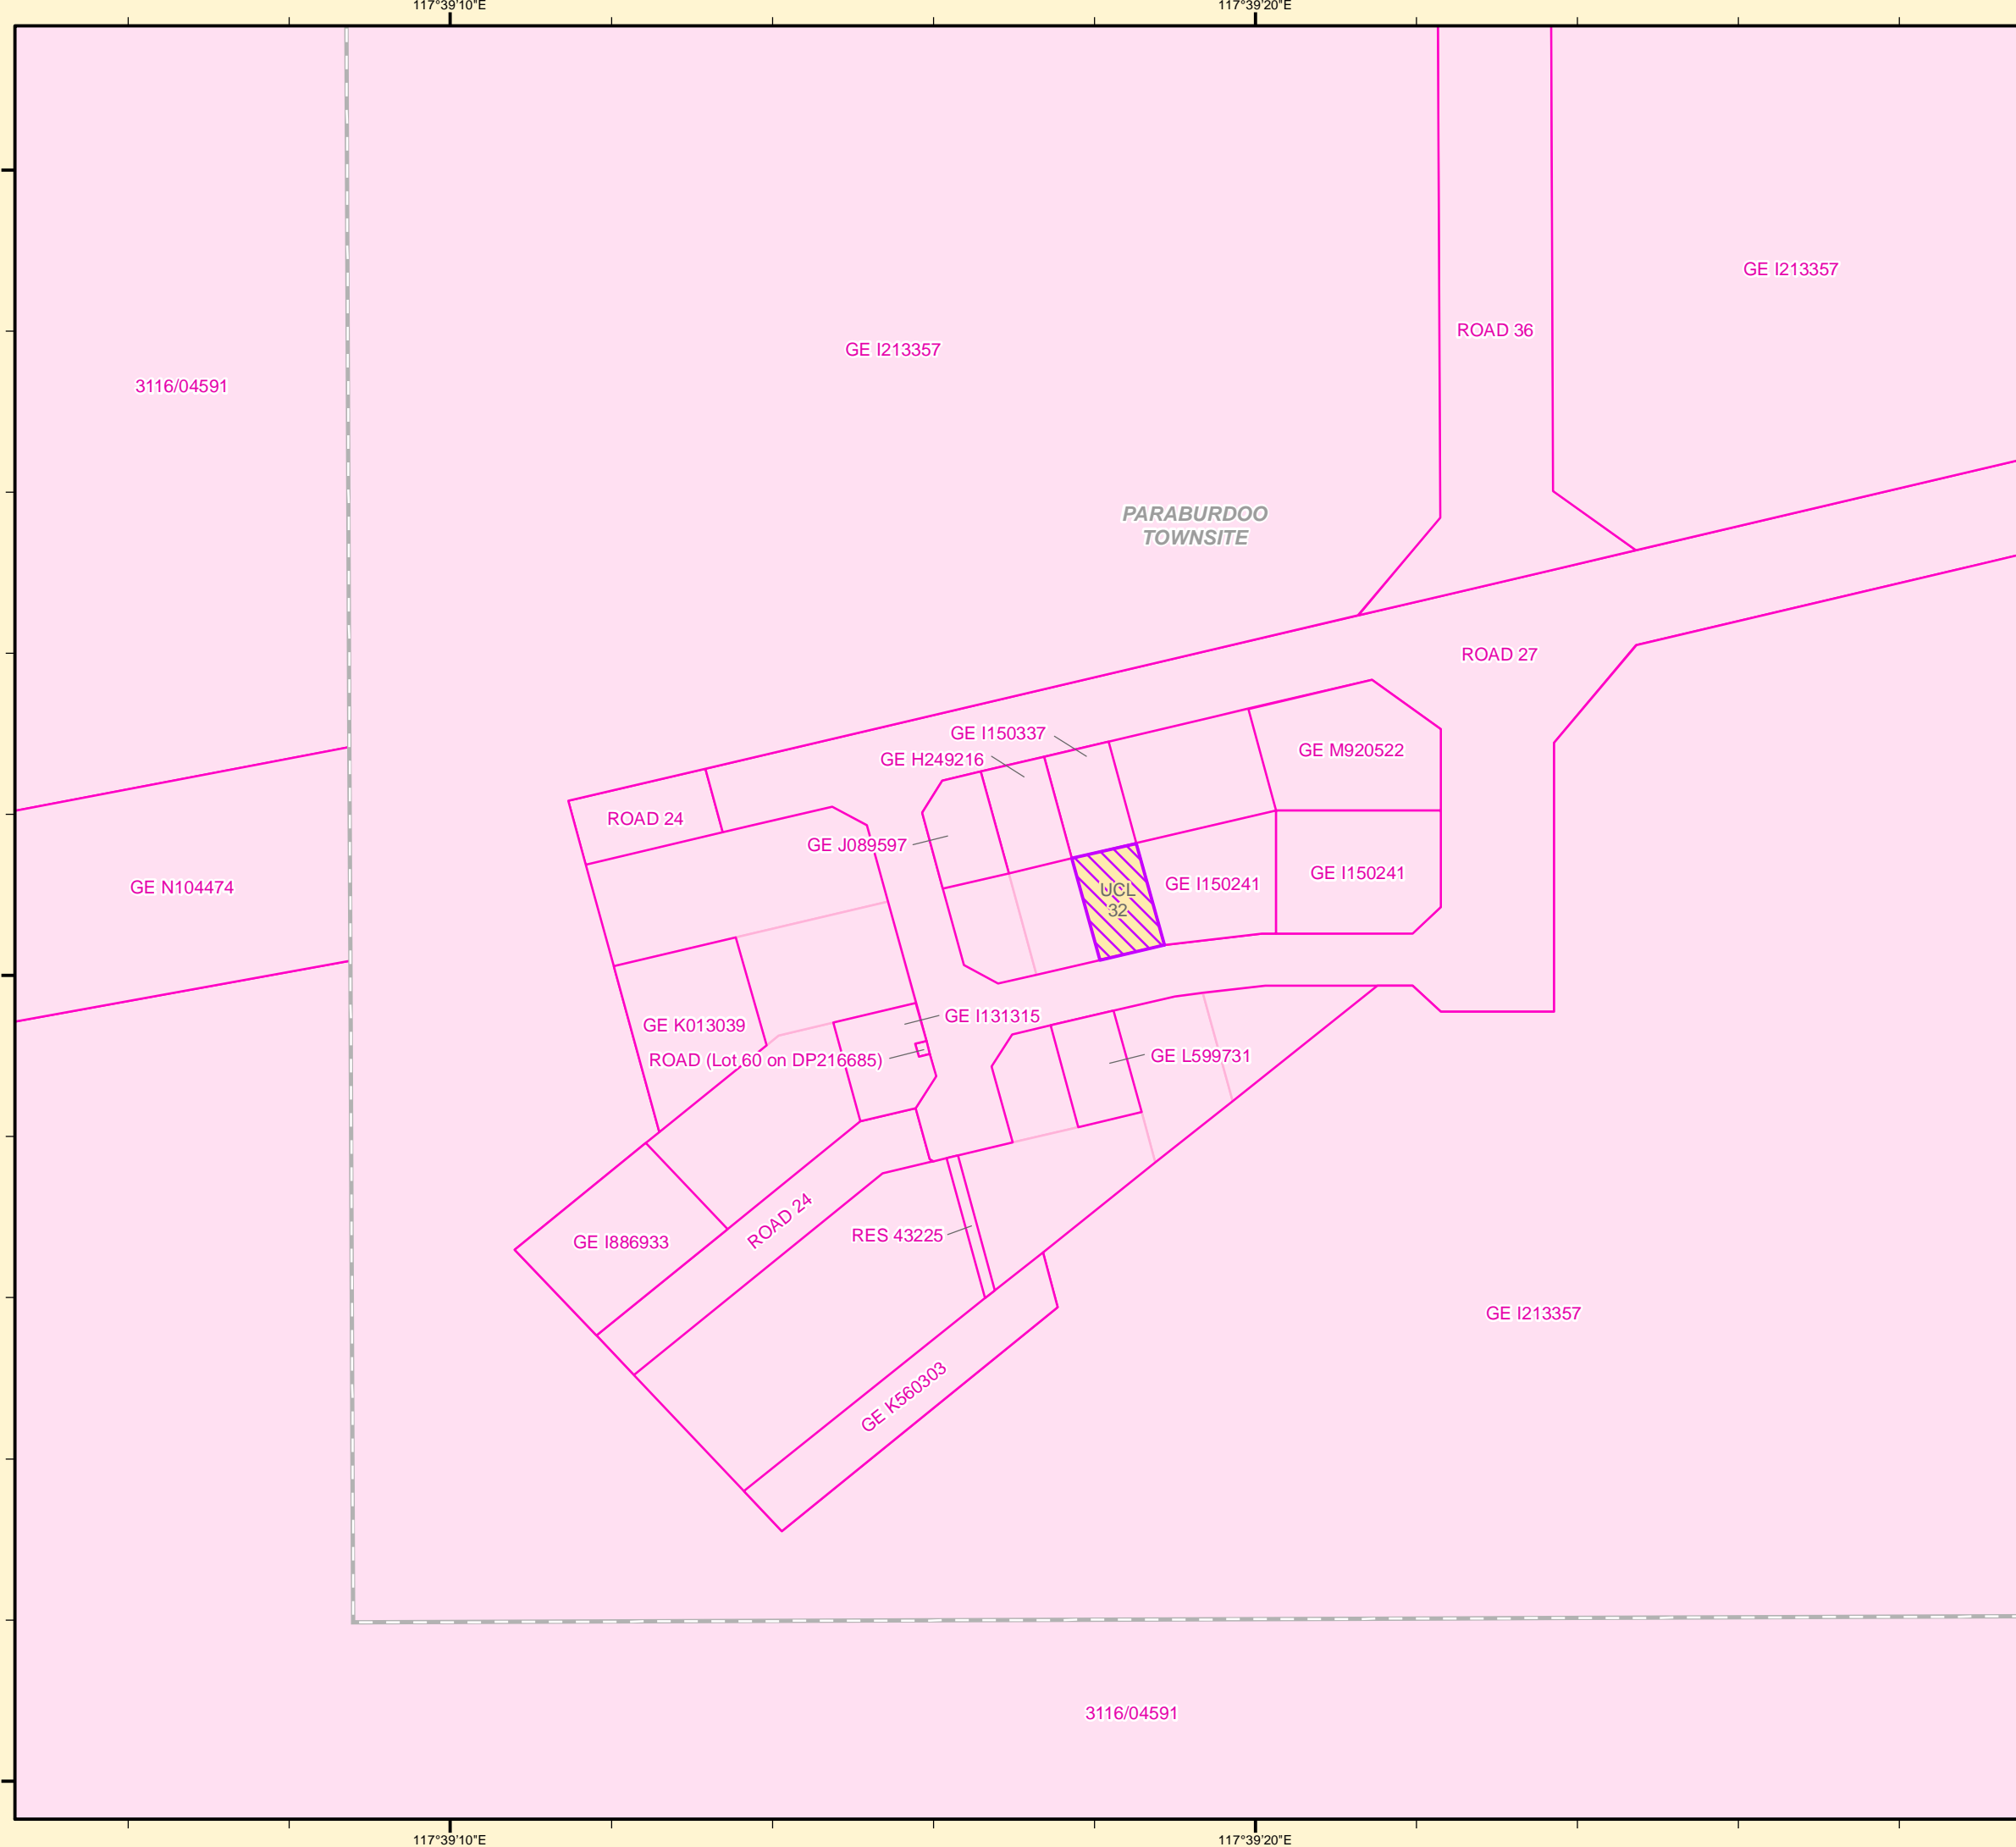 117°39'10"E
117°39'20"E
GE I213357
ROAD 36
GE I213357
3116/04591
PARABURDOO
TOWNSITE
ROAD 27
GE I150337
GE M920522
GE H249216
ROAD 24
GE J089597
GE I150241
GE I150241
GE N104474
UCL
32
GE I131315
GE K013039
GE L599731
ROAD (Lot 60 on DP216685)
ROAD 24
RES 43225
GE I886933
GE I213357
GE K560303
3116/04591
117°39'10"E
117°39'20"E